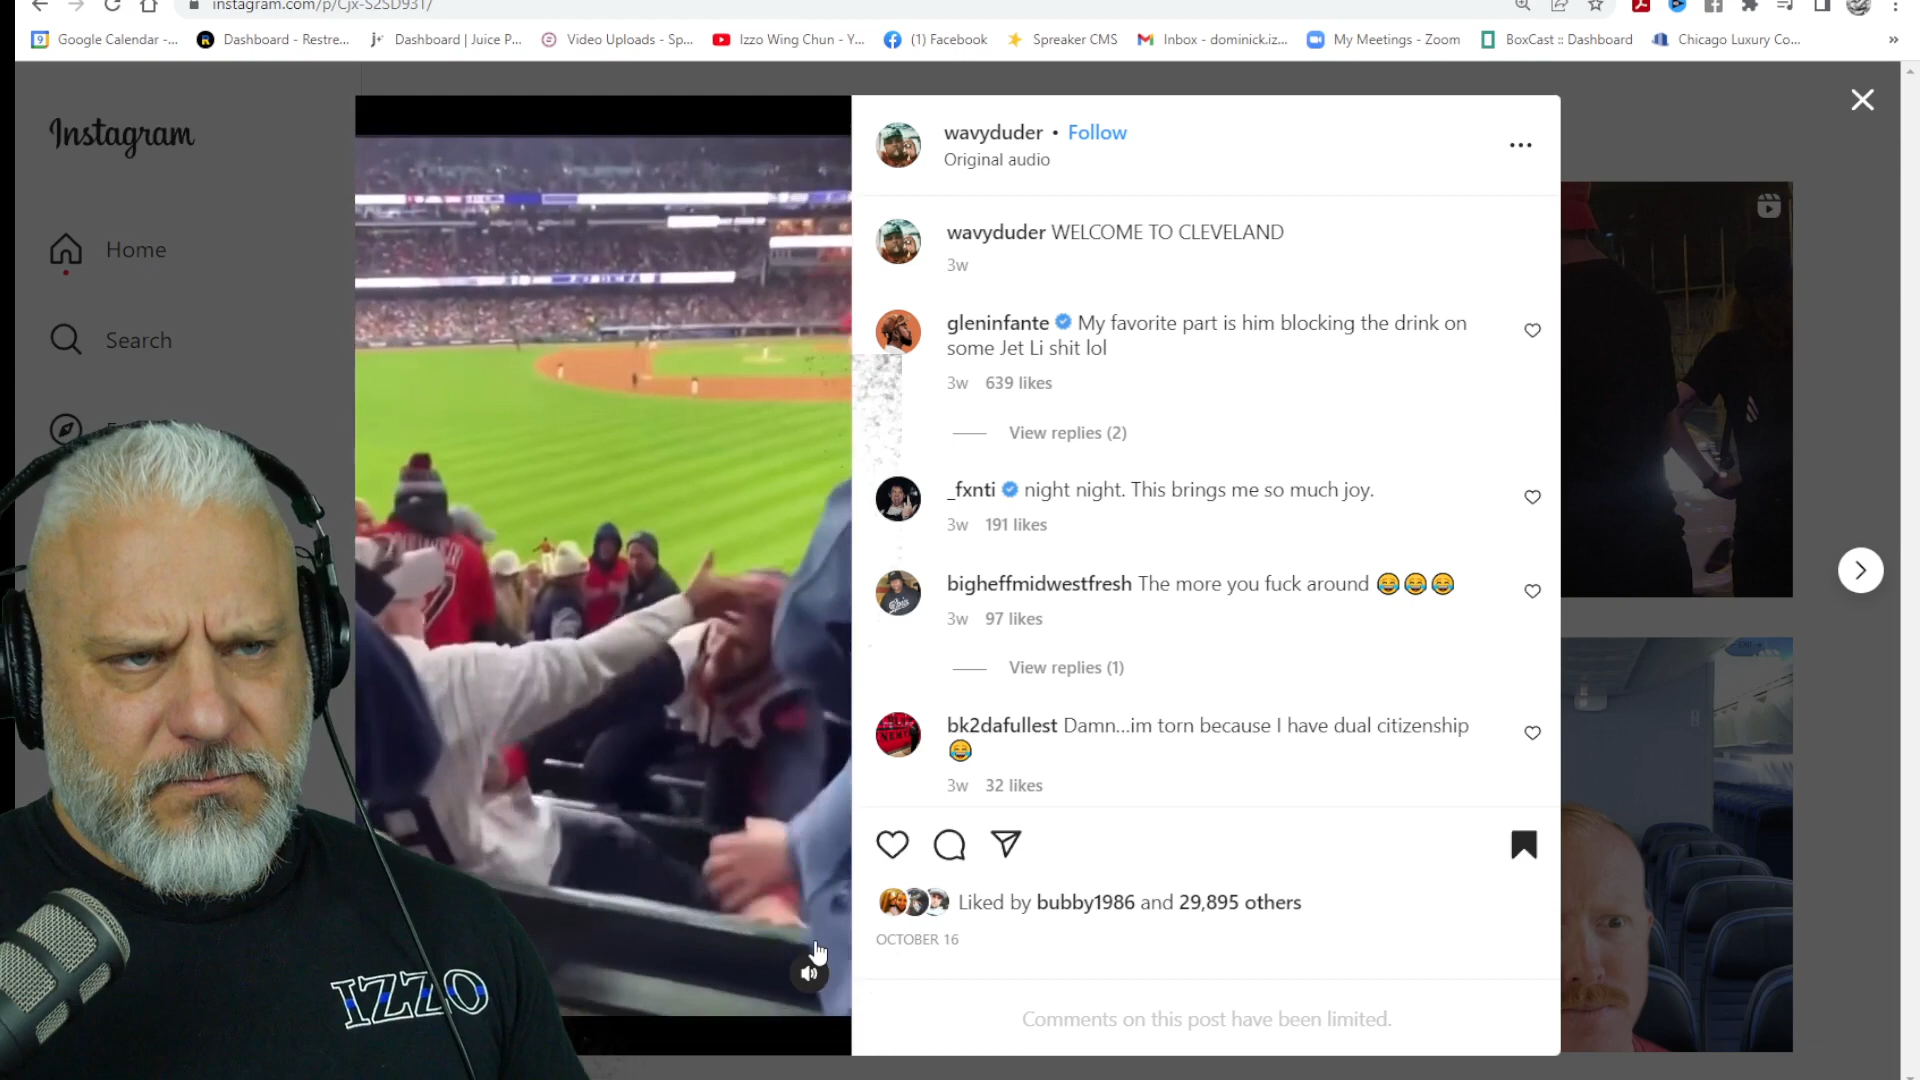 instagram.com/p/Cjx-S2SD931/
Google Calendar -...
Dashboard - Restre...
Dashboard | Juice P...
Video Uploads - Sp...
Izzo Wing Chun - Y...
(1) Facebook
Spreaker CMS
Inbox - dominick.iz...
My Meetings - Zoom
BoxCast :: Dashboard
Chicago Luxury Co...
Instagram
Home
Search
wavyduder • Follow
Original audio
wavyduder WELCOME TO CLEVELAND
3w
gleninfante My favorite part is him blocking the drink on
some Jet Li shit lol
3w 639 likes
View replies (2)
_fxnti night night. This brings me so much joy.
3w 191 likes
bigheffmidwestfresh The more you fuck around 😂😂😂
3w 97 likes
View replies (1)
bk2dafullest Damn...im torn because I have dual citizenship
😂
3w 32 likes
Liked by bubby1986 and 29,895 others
OCTOBER 16
Comments on this post have been limited.
IZZO